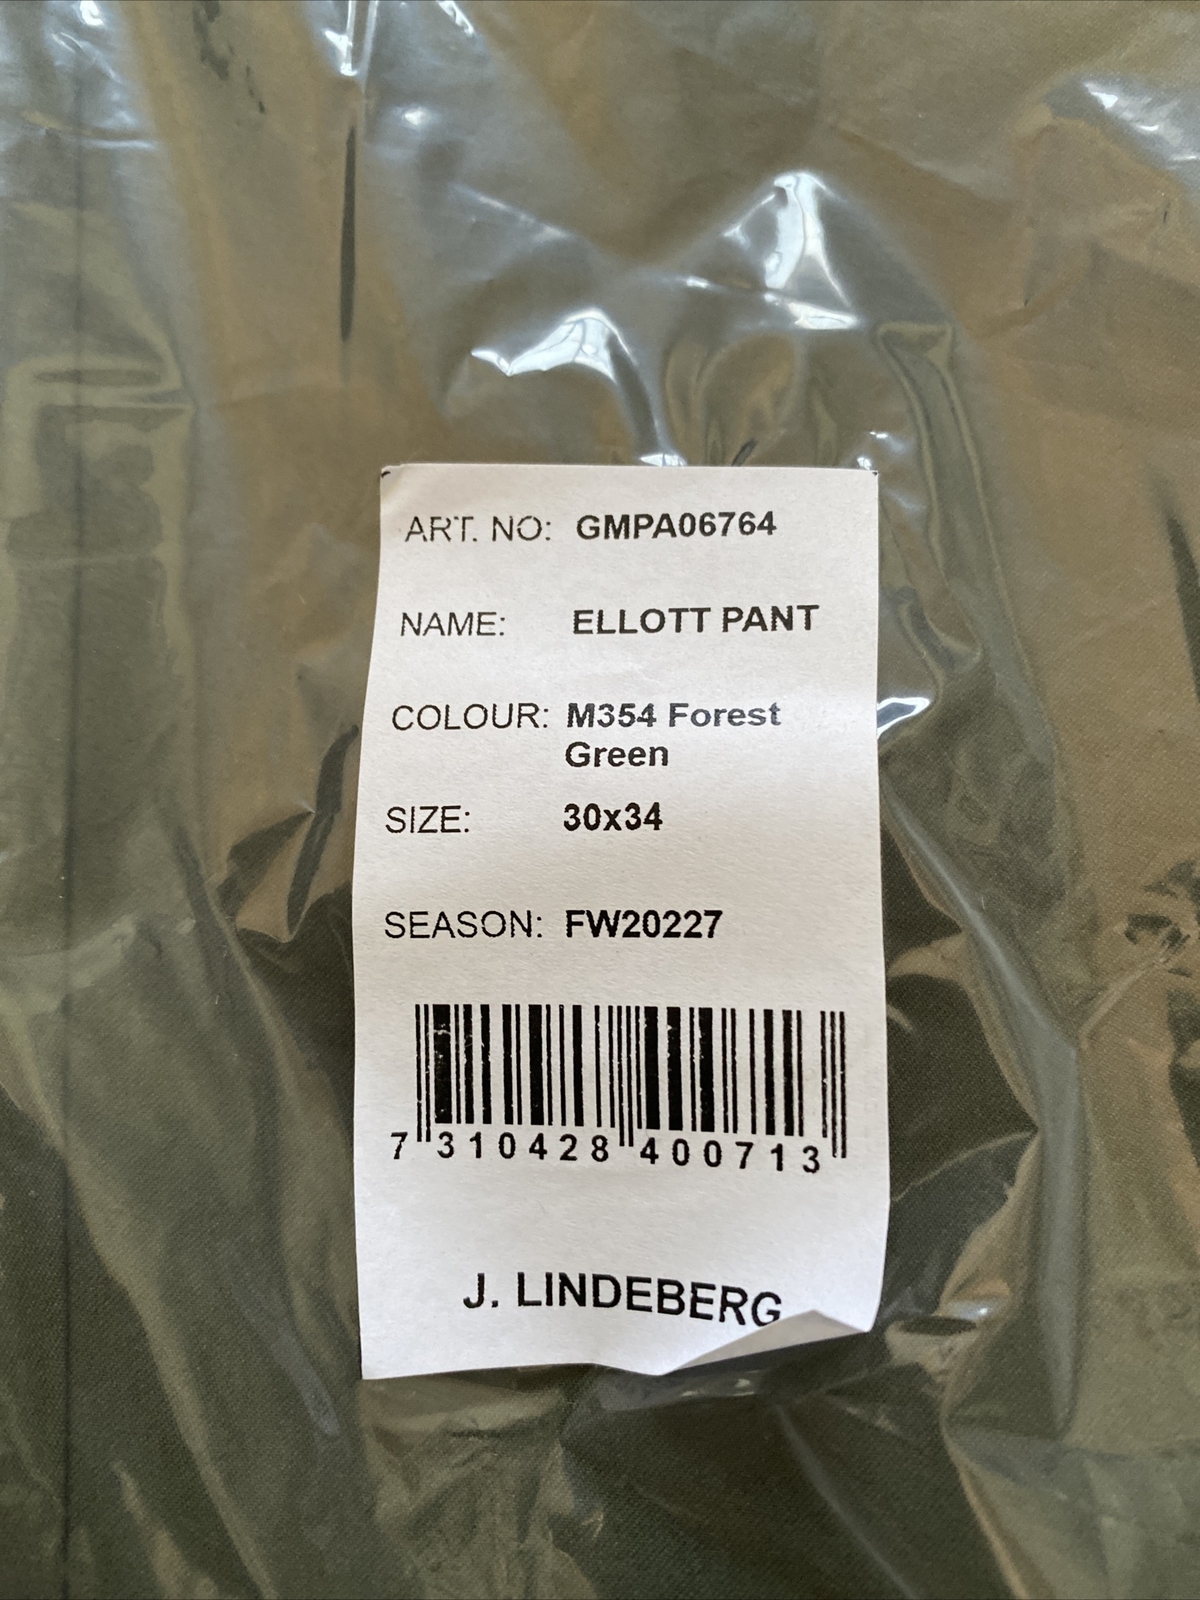 ART. NO: GMPA06764
NAME: ELLOTT PANT
COLOUR: M354 Forest
Green
SIZE: 30x34
SEASON: FW20227
7 310428 400713
J. LINDEBERG